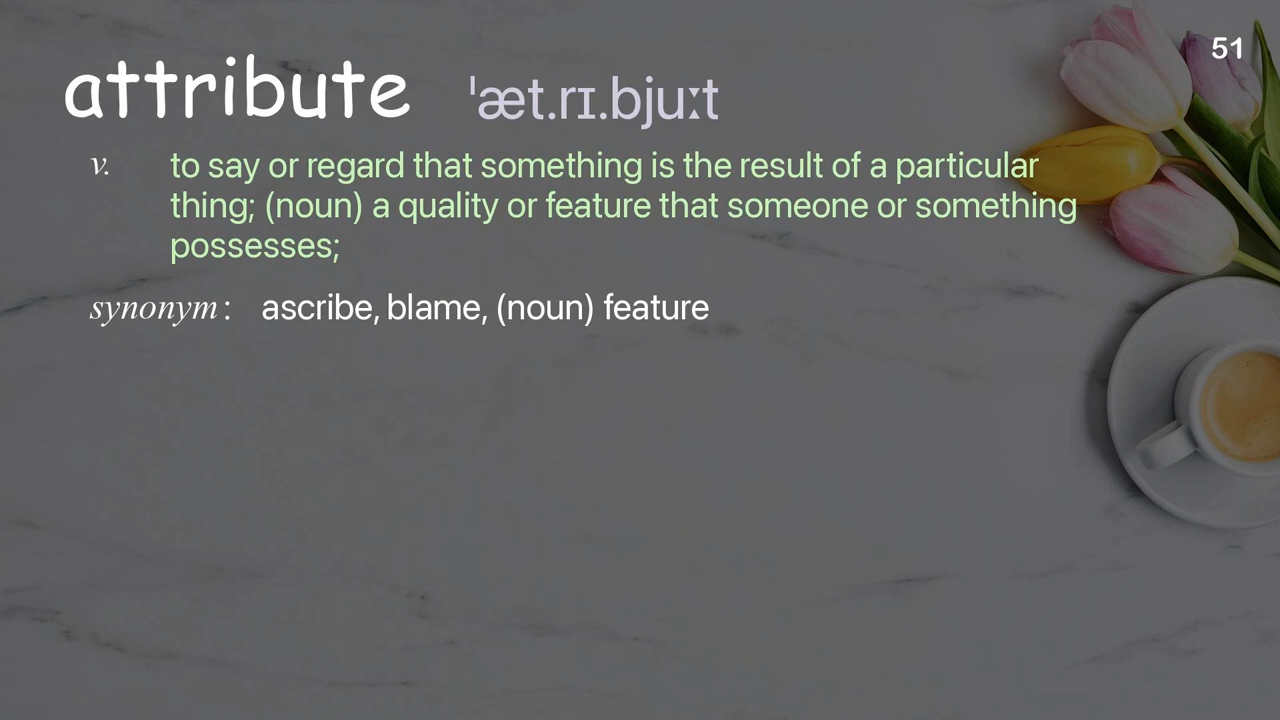 51
attribute ˈæt.rɪ.bjuːt
v. to say or regard that something is the result of a particular
thing; (noun) a quality or feature that someone or something
possesses;
synonym: ascribe, blame, (noun) feature